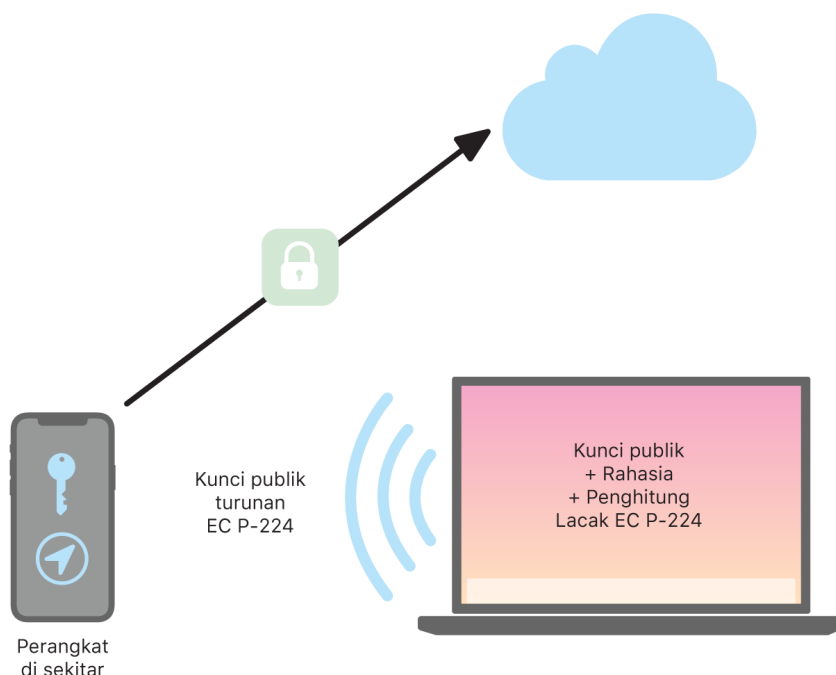 Kunci publik
turunan
EC P-224
Kunci publik
+ Rahasia
+ Penghitung
Lacak EC P-224
Perangkat
di sekitar